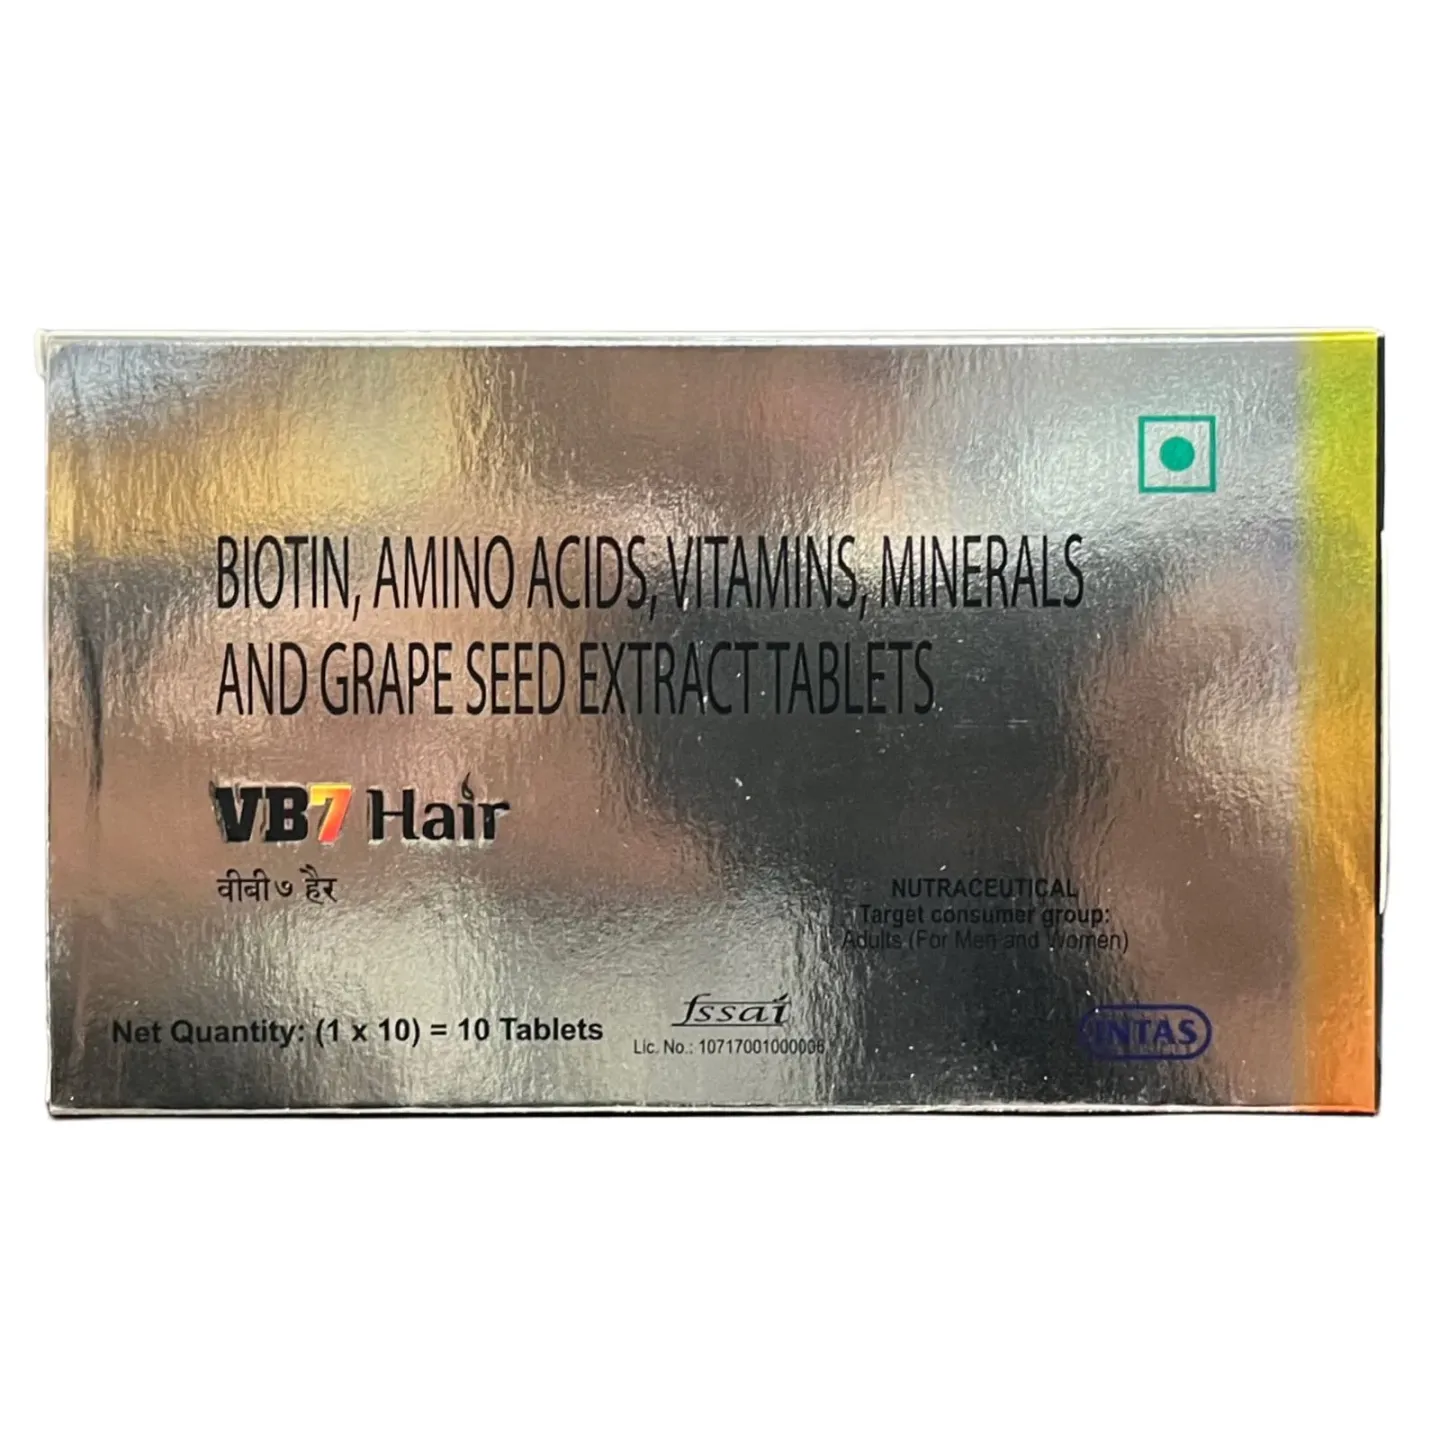 BIOTIN, AMINO ACIDS, VITAMINS, MINERALS
AND GRAPE SEED EXTRACT TABLETS
VB7 Hair
वीबी ७ हैर
NUTRACEUTICAL
Target consumer group:
Adults (For Men and Women)
Net Quantity: (1 x 10) = 10 Tablets
fssai
Lic. No.: 10717001000006
INTAS